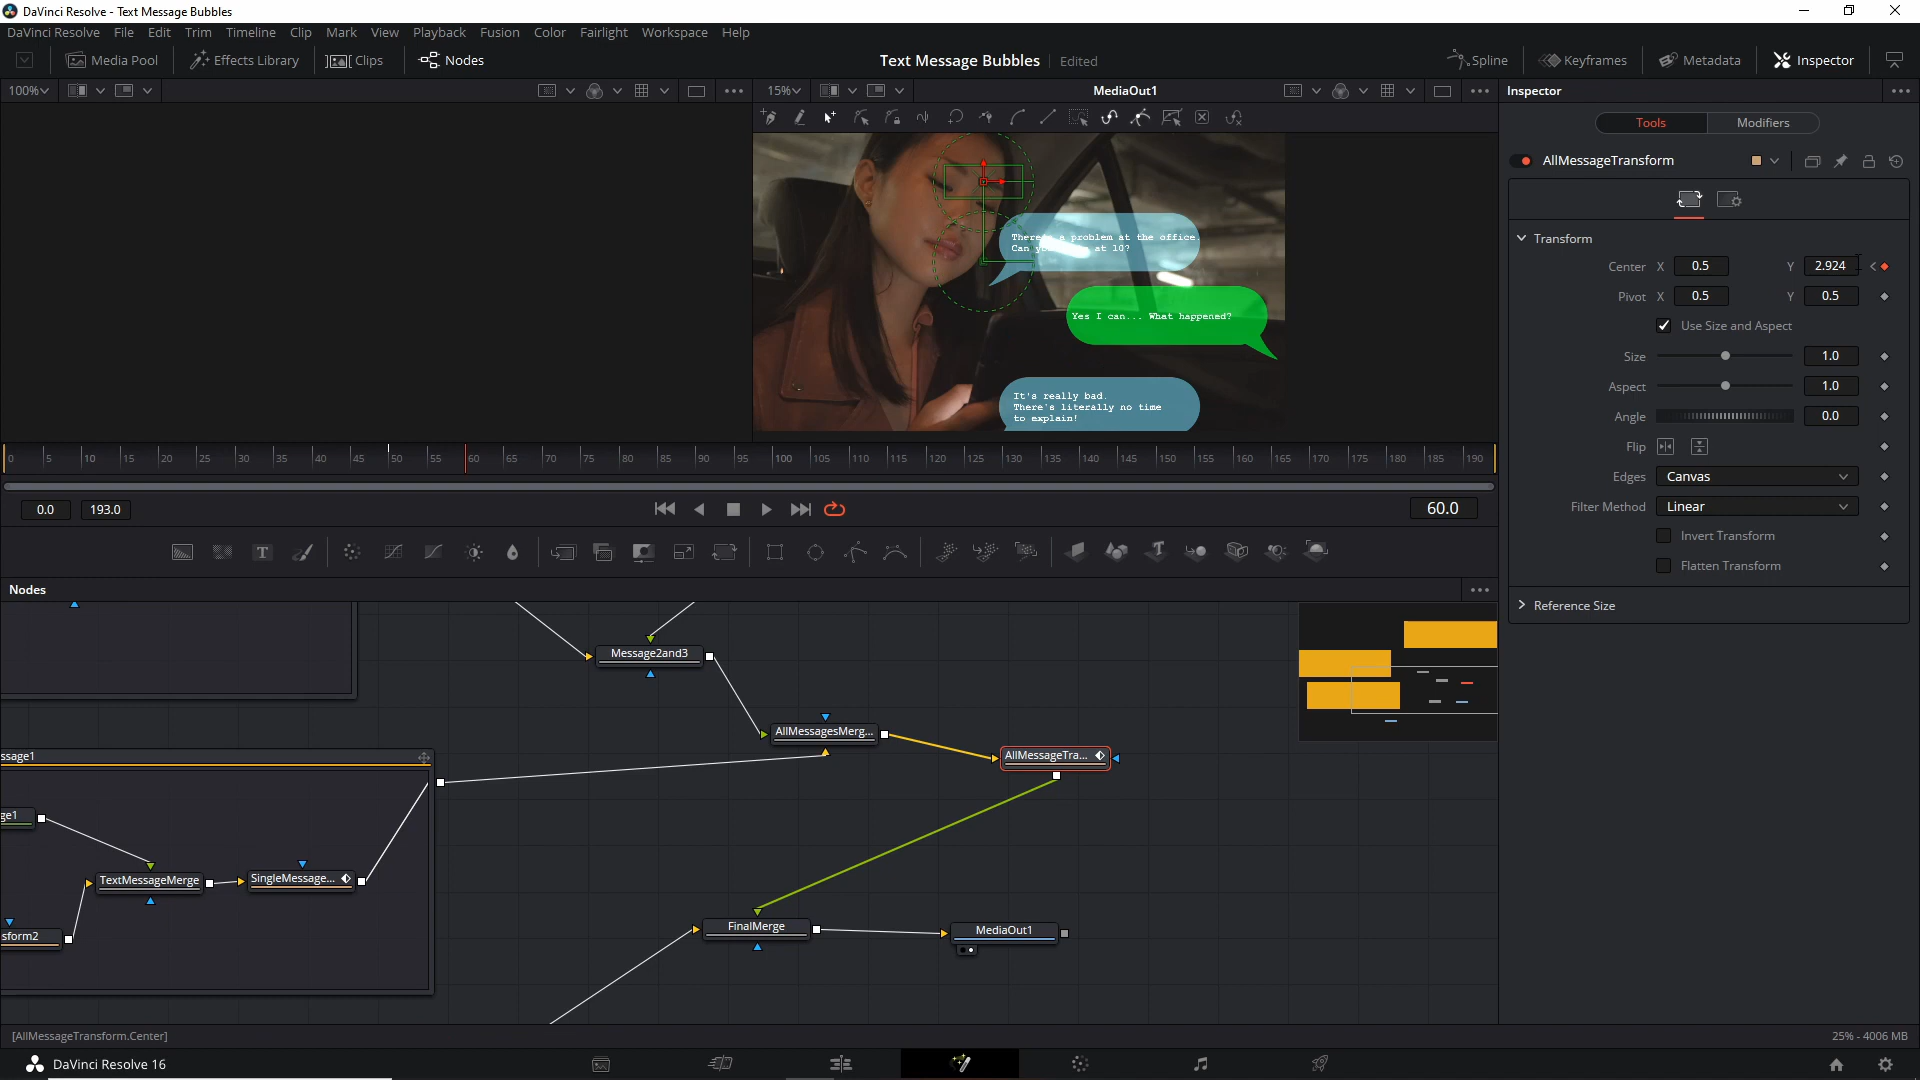 DaVinci Resolve - Text Message Bubbles
DaVinci Resolve File Edit Trim Timeline Clip Mark View Playback Fusion Color Fairlight Workspace Help
Media Pool Effects Library Clips Nodes Text Message Bubbles Edited Spline Keyframes Metadata Inspector
100% 15% MediaOut1 Inspector
Tools Modifiers
AllMessageTransform
Transform
Center X 0.5 Y 2.924
Pivot X 0.5 Y 0.5
Use Size and Aspect
Size 1.0
Aspect 1.0
Angle 0.0
Flip
Edges Canvas
Filter Method Linear
Invert Transform
Flatten Transform
Reference Size
problem at the office.
at 10?
Yes I can... What happened?
It's really bad.
There's literally no time
to explain!
0 5 10 15 20 25 30 35 40 45 50 55 60 65 70 75 80 85 90 95 100 105 110 115 120 125 130 135 140 145 150 155 160 165 170 175 180 185 190
0.0 193.0 60.0
Nodes
Message2and3
AllMessagesMerg...
AllMessageTra...
ssage1
ge1
TextMessageMerge
SingleMessage...
sform2
FinalMerge
MediaOut1
[AllMessageTransform.Center] 25% - 4006 MB
DaVinci Resolve 16